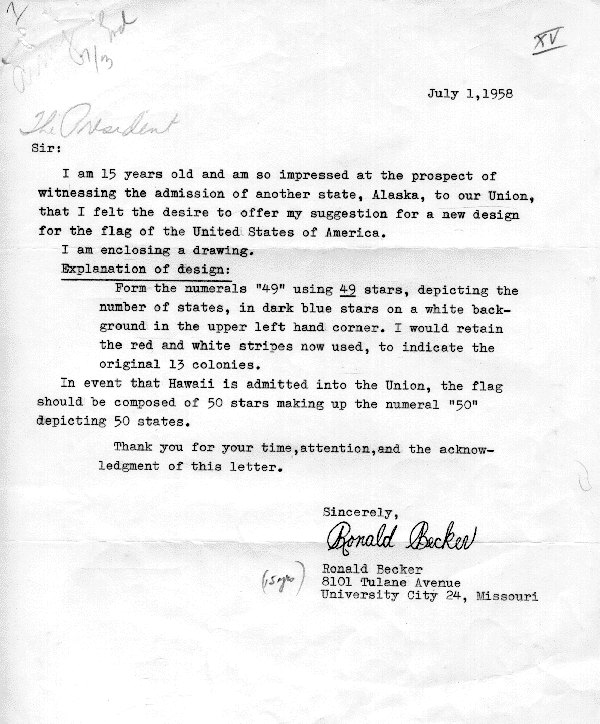 XV
July 1,1958
The President
Sir:
I am 15 years old and am so impressed at the prospect of
witnessing the admission of another state, Alaska, to our Union,
that I felt the desire to offer my suggestion for a new design
for the flag of the United States of America.
I am enclosing a drawing.
Explanation of design:
Form the numerals "49" using 49 stars, depicting the
number of states, in dark blue stars on a white back-
ground in the upper left hand corner. I would retain
the red and white stripes now used, to indicate the
original 13 colonies.
In event that Hawaii is admitted into the Union, the flag
should be composed of 50 stars making up the numeral "50"
depicting 50 states.
Thank you for your time,attention,and the acknow-
ledgment of this letter.
Sincerely,
Ronald Becker
Ronald Becker
(15 yrs)
8101 Tulane Avenue
University City 24, Missouri